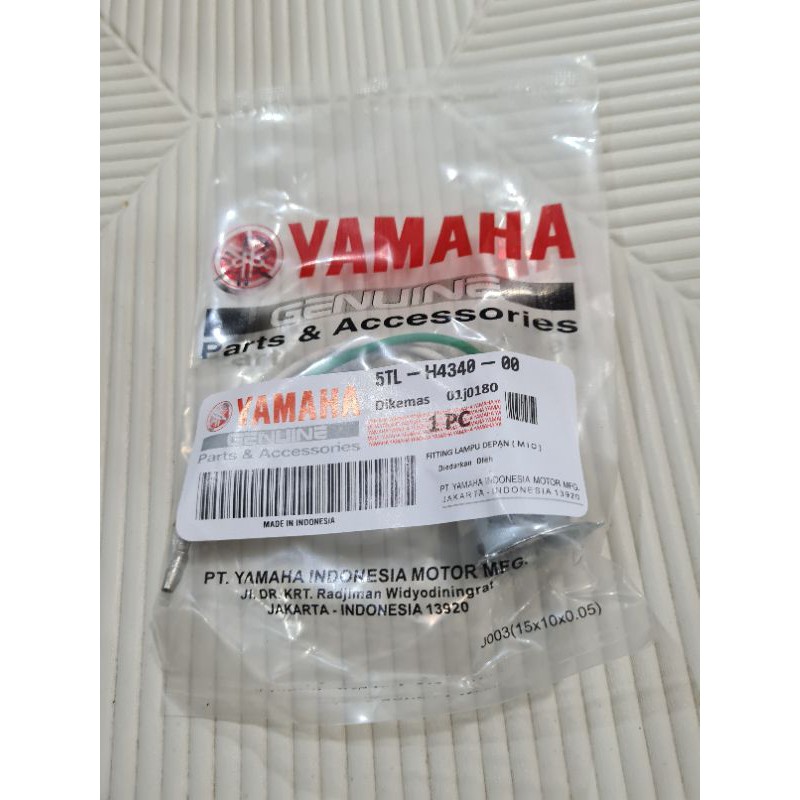 YAMAHA
GENUINE
Parts & Accessories
5TL-H4340-00
YAMAHA
GENUINE
Parts & Accessories
Dikemas 01J0180
1 PC
FITTING LAMPU DEPAN (MIO)
Diedarkan Oleh
PT YAMAHA INDONESIA MOTOR MFG.
JAKARTA - INDONESIA 13920
MADE IN INDONESIA
PT. YAMAHA INDONESIA MOTOR MFG.
Jl. DR. KRT. Radjiman Widyodiningrat
JAKARTA - INDONESIA 13920
J003(15x10x0.05)